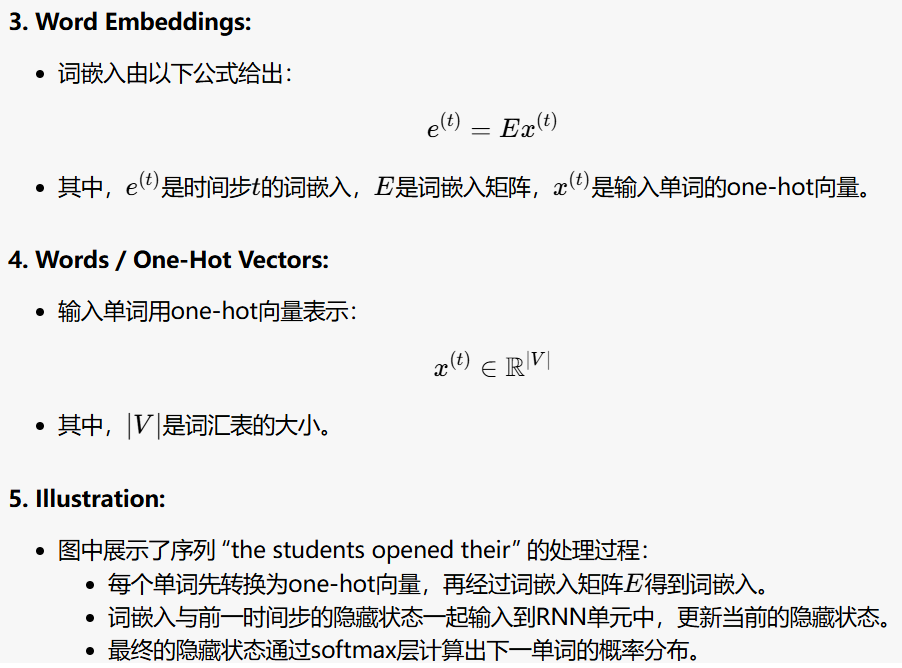 3. Word Embeddings:
• 词嵌入由以下公式给出：
e^{(t)} = Ex^{(t)}
• 其中，e^{(t)}是时间步t的词嵌入，E是词嵌入矩阵，x^{(t)}是输入单词的one-hot向量。
4. Words / One-Hot Vectors:
• 输入单词用one-hot向量表示：
x^{(t)} ∈ ℝ^{|V|}
• 其中，|V|是词汇表的大小。
5. Illustration:
• 图中展示了序列 “the students opened their” 的处理过程：
• 每个单词先转换为one-hot向量，再经过词嵌入矩阵E得到词嵌入。
• 词嵌入与前一时间步的隐藏状态一起输入到RNN单元中，更新当前的隐藏状态。
• 最终的隐藏状态通过softmax层计算出下一单词的概率分布。